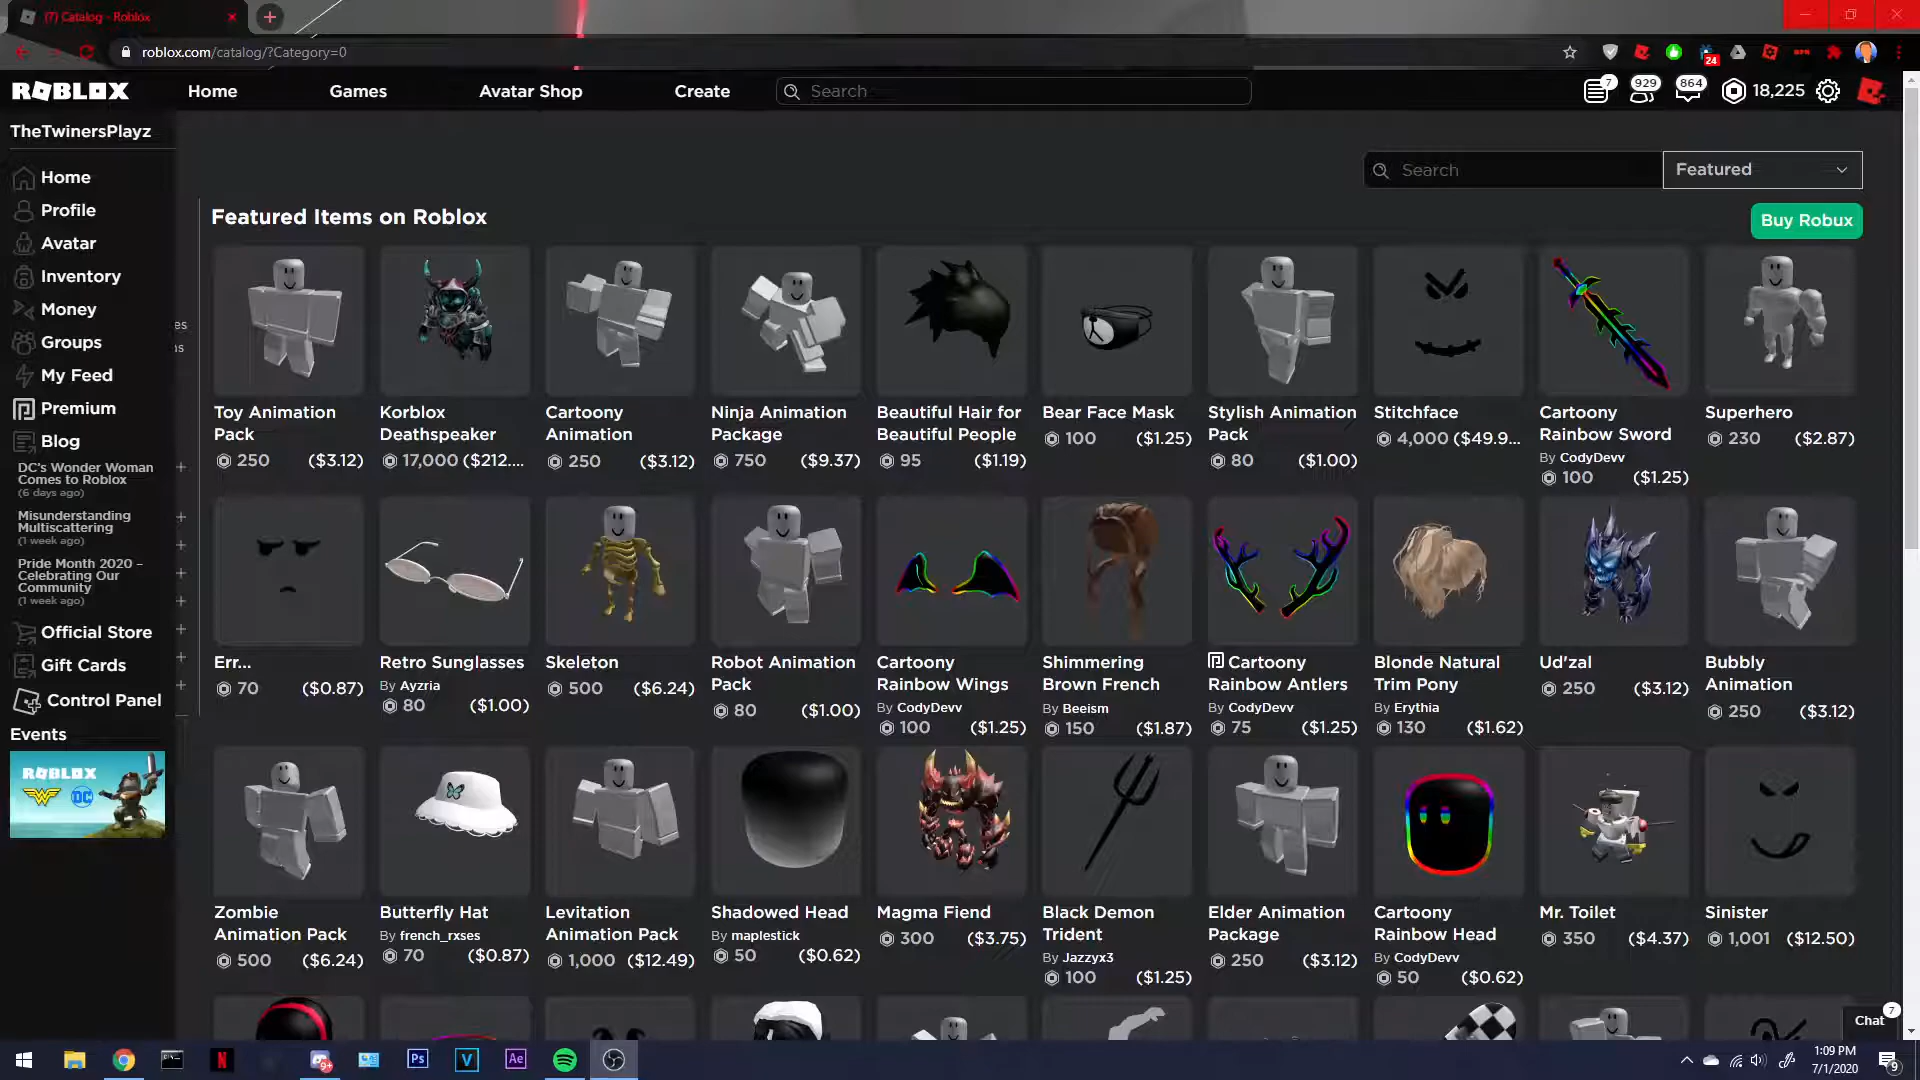 (7) Catalog - Roblox
roblox.com/catalog/?Category=0
24
ROBLOX
Home
Games
Avatar Shop
Create
Search
7
929
864
18,225
TheTwinersPlayz
Home
Profile
Avatar
Inventory
Money
Groups
My Feed
Premium
Blog
DC's Wonder Woman
Comes to Roblox
(6 days ago)
Misunderstanding
Multiscattering
(1 week ago)
Pride Month 2020 –
Celebrating Our
Community
(1 week ago)
Official Store
Gift Cards
Control Panel
Events
ROBLOX
DC
Search
Featured
Featured Items on Roblox
Buy Robux
Toy Animation
Pack
250 ($3.12)
Korblox
Deathspeaker
17,000 ($212....
Cartoony
Animation
250 ($3.12)
Ninja Animation
Package
750 ($9.37)
Beautiful Hair for
Beautiful People
95 ($1.19)
Bear Face Mask
100 ($1.25)
Stylish Animation
Pack
80 ($1.00)
Stitchface
4,000 ($49.9...
Cartoony
Rainbow Sword
By CodyDevv
100 ($1.25)
Superhero
230 ($2.87)
Err...
70 ($0.87)
Retro Sunglasses
By Ayzria
80 ($1.00)
Skeleton
500 ($6.24)
Robot Animation
Pack
80 ($1.00)
Cartoony
Rainbow Wings
By CodyDevv
100 ($1.25)
Shimmering
Brown French
By Beeism
150 ($1.87)
Cartoony
Rainbow Antlers
By CodyDevv
75 ($1.25)
Blonde Natural
Trim Pony
By Erythia
130 ($1.62)
Ud'zal
250 ($3.12)
Bubbly
Animation
250 ($3.12)
Zombie
Animation Pack
500 ($6.24)
Butterfly Hat
By french_rxses
70 ($0.87)
Levitation
Animation Pack
1,000 ($12.49)
Shadowed Head
By maplestick
50 ($0.62)
Magma Fiend
300 ($3.75)
Black Demon
Trident
By Jazzyx3
100 ($1.25)
Elder Animation
Package
250 ($3.12)
Cartoony
Rainbow Head
By CodyDevv
50 ($0.62)
Mr. Toilet
350 ($4.37)
Sinister
1,001 ($12.50)
Chat
7
N
9+
Ps
V
Ae
1:09 PM
7/1/2020
9